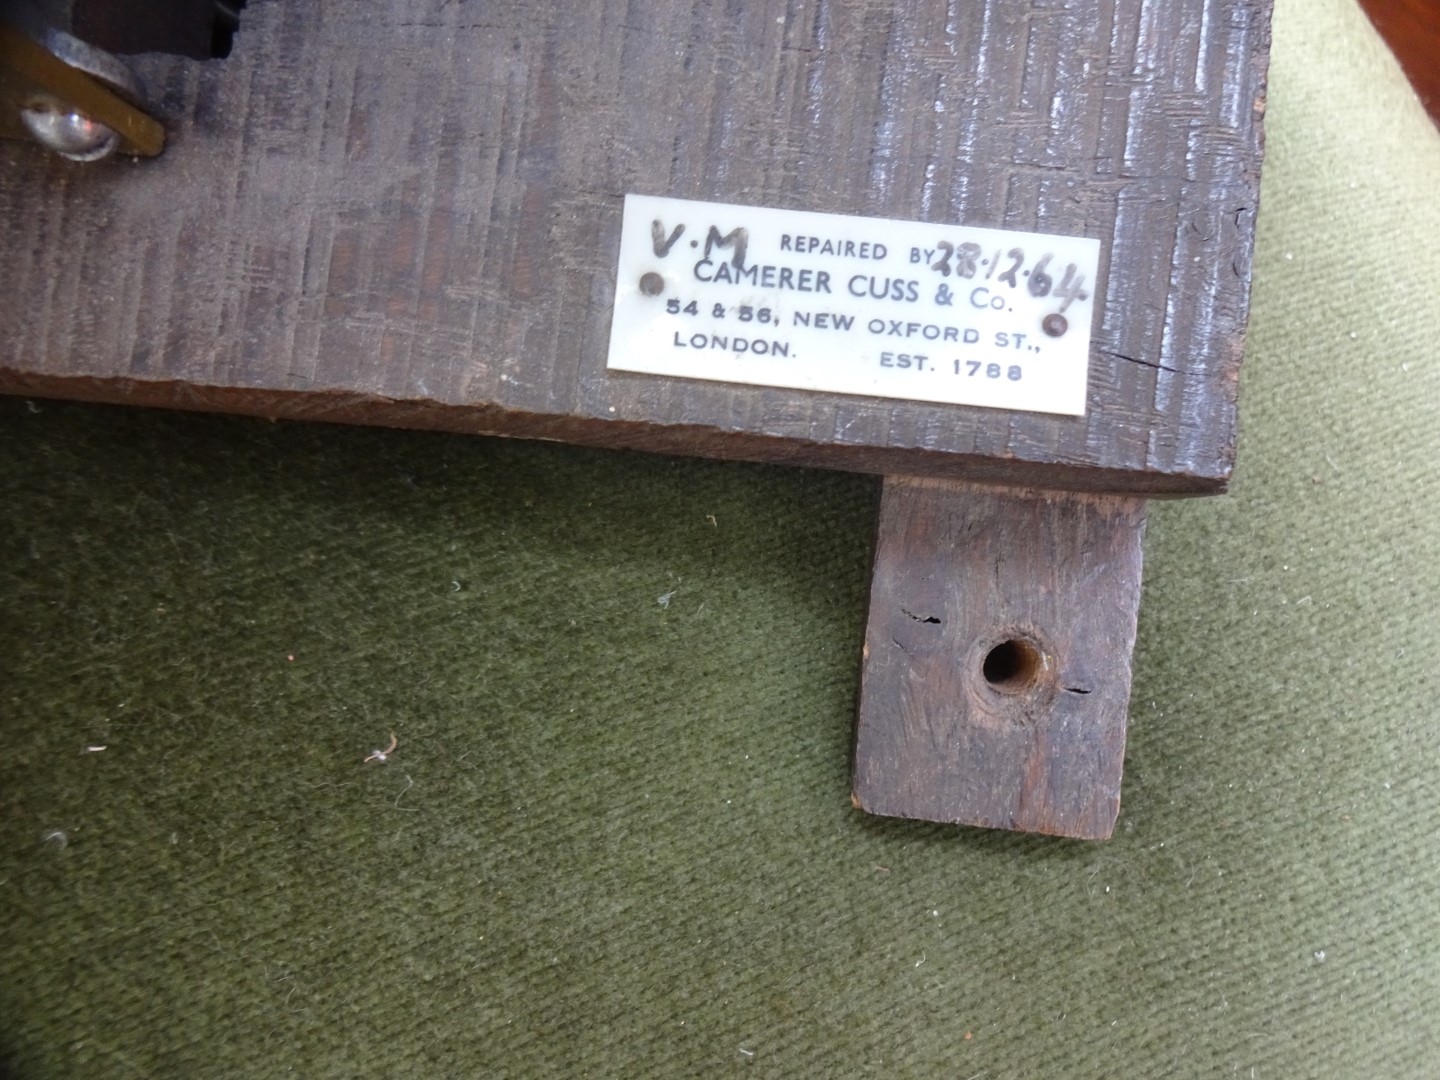 V.M REPAIRED BY 28.12.64
CAMERER CUSS & Co.
54 & 56, NEW OXFORD ST.,
LONDON. EST. 1788